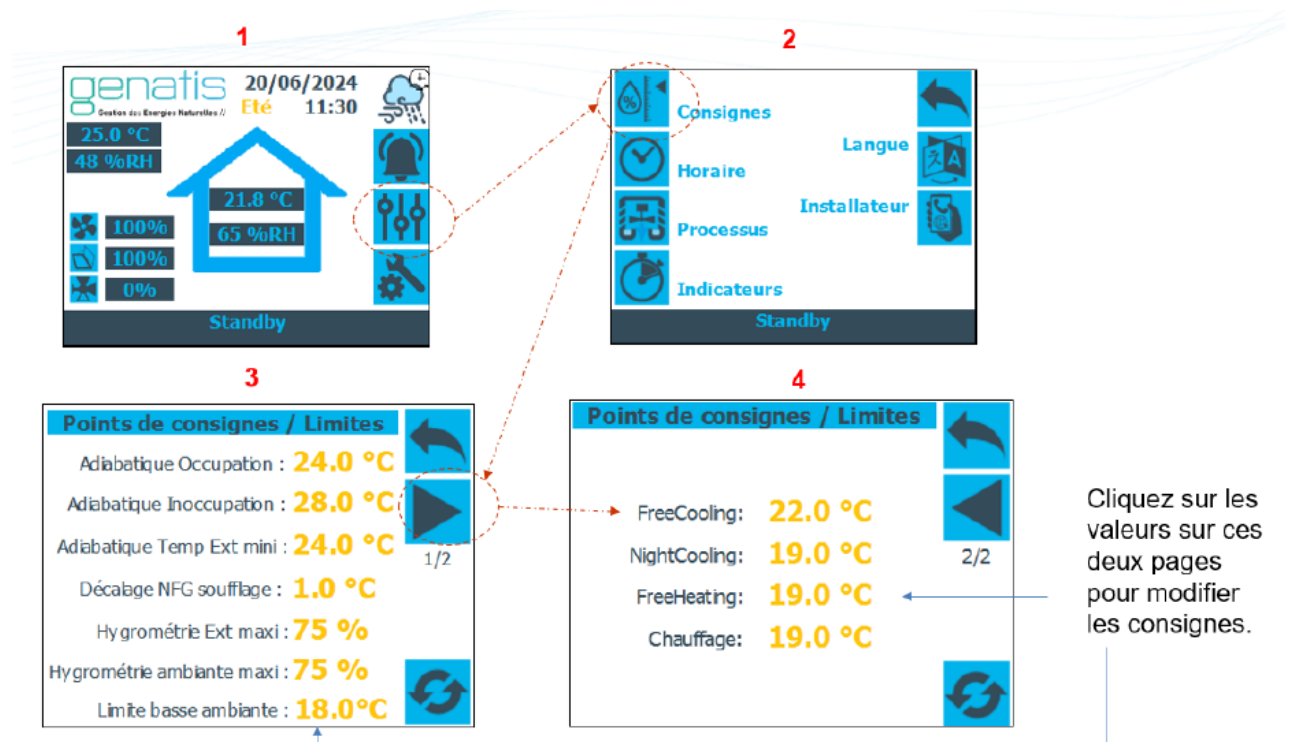 1
genatis
Gestion des Energies Naturelles //
20/06/2024
Eté 11:30
25.0 °C
48 %RH
21.8 °C
65 %RH
100%
100%
0%
Standby
2
%
Consignes
Horaire
Processus
Indicateurs
Langue
A
Installateur
Standby
3
Points de consignes / Limites
Adiabatique Occupation : 24.0 °C
Adiabatique Inoccupation : 28.0 °C
Adiabatique Temp Ext mini : 24.0 °C
Décalage NFG soufflage : 1.0 °C
Hygrométrie Ext maxi : 75 %
Hygrométrie ambiante maxi : 75 %
Limite basse ambiante : 18.0°C
1/2
4
Points de consignes / Limites
FreeCooling: 22.0 °C
NightCooling: 19.0 °C
FreeHeating: 19.0 °C
Chauffage: 19.0 °C
2/2
Cliquez sur les
valeurs sur ces
deux pages
pour modifier
les consignes.